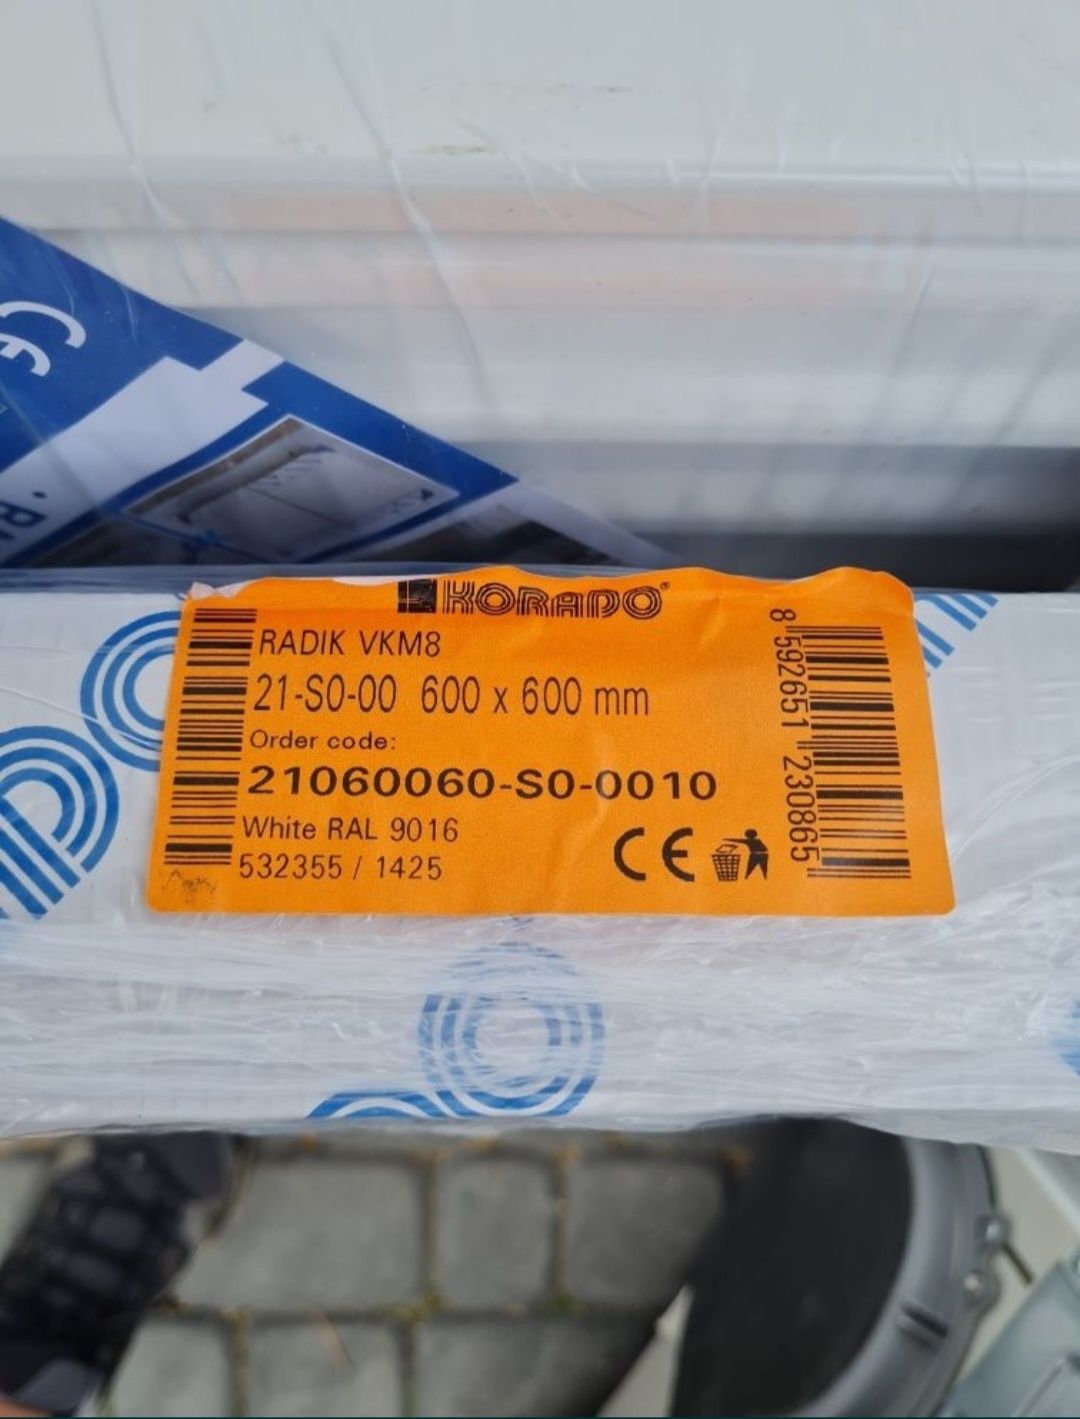 KORADO®
RADIK VKM8
21-S0-00 600 x 600 mm
Order code:
21060060-S0-0010
White RAL 9016
532355 / 1425
CE
8 592651 230865
CE